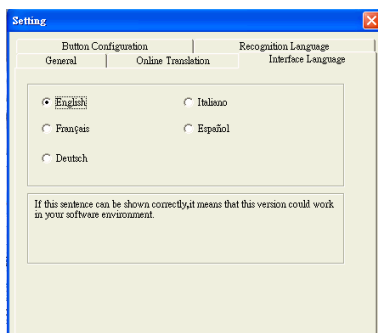 Setting
Button Configuration
Recognition Language
General
Online Translation
Interface Language
English
Italiano
Français
Español
Deutsch
If this sentence can be shown correctly,it means that this version could work
in your software environment.